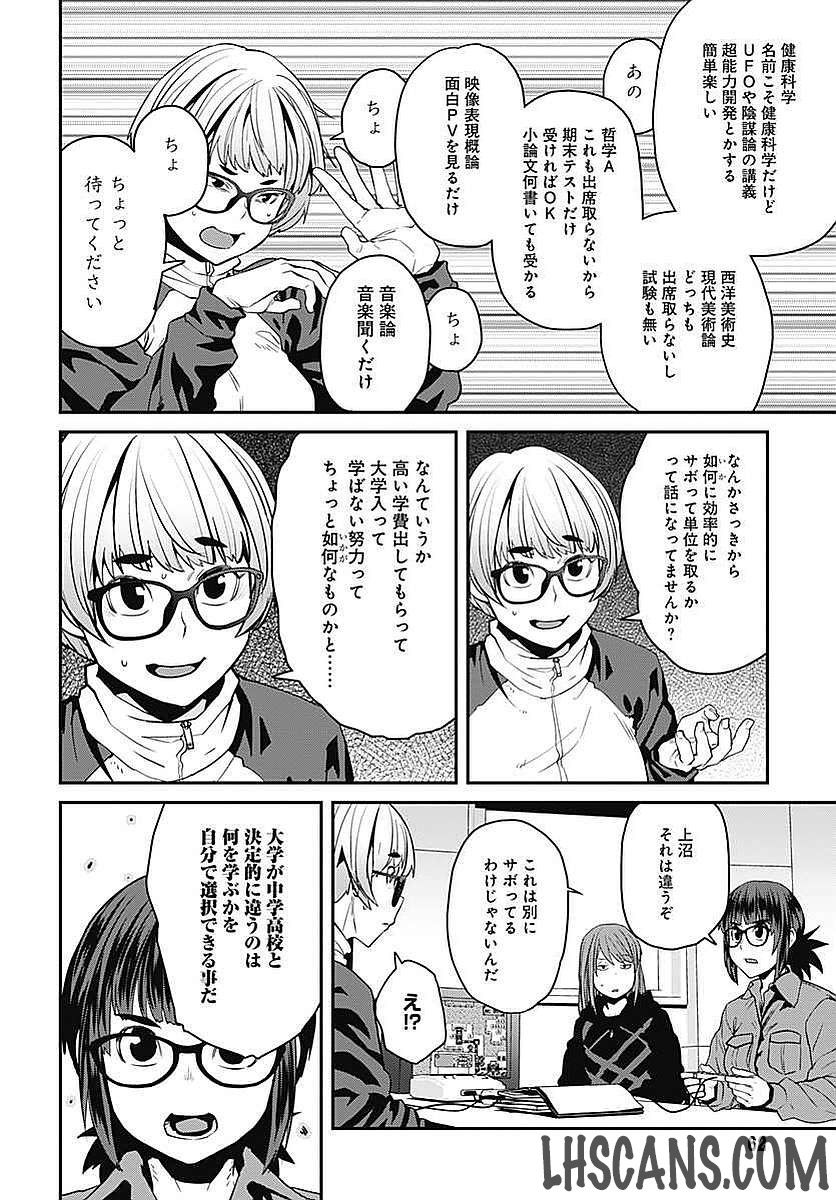 健康科学
名前こそ健康科学だけど
UFOや陰謀論の講義
超能力開発とかする
簡単楽しい
あの
西洋美術史
現代美術論
どっちも
出席取らないし
試験も無い
哲学A
これも出席取らないから
期末テストだけ
受ければOK
小論文何書いても受かる
ちょ
映像表現概論
面白PVを見るだけ
ちょ
音楽論
音楽聞くだけ
ちょ
ちょっと
待ってください
なんかさっきから
如何に効率的に
いか
サボって単位を取るか
って話になってませんか？
なんていうか
高い学費出してもらって
大学入って
学ばない努力って
ちょっと如何なものかと……
いかが
上沼
それは違うぞ
これは別に
サボってる
わけじゃないんだ
え!?
大学が中学高校と
決定的に違うのは
何を学ぶかを
自分で選択できる事だ
62
LHSCANS.COM